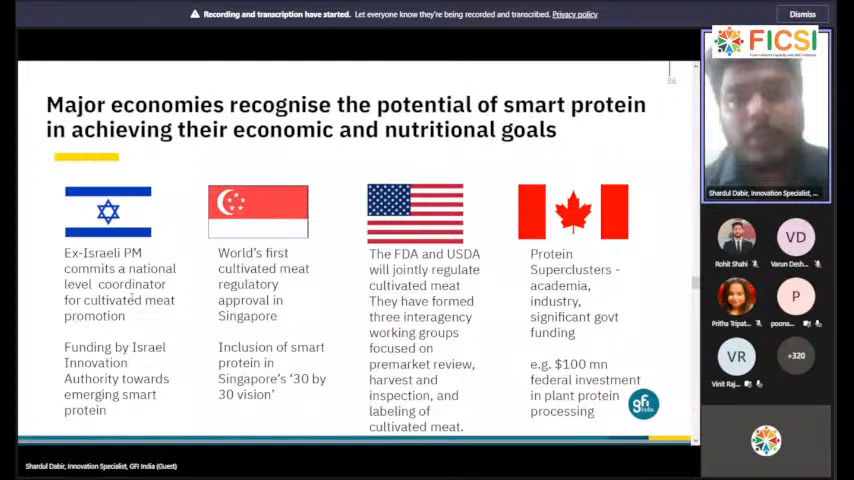 Recording and transcription have started. Let everyone know they're being recorded and transcribed. Privacy policy
Dismiss
FICSI
36
Major economies recognise the potential of smart protein
in achieving their economic and nutritional goals
Ex-Israeli PM
commits a national
level coordinator
for cultivated meat
promotion
Funding by Israel
Innovation
Authority towards
emerging smart
protein
World's first
cultivated meat
regulatory
approval in
Singapore
Inclusion of smart
protein in
Singapore's '30 by
30 vision'
The FDA and USDA
will jointly regulate
cultivated meat
They have formed
three interagency
working groups
focused on
premarket review,
harvest and
inspection, and
labeling of
cultivated meat.
Protein
Superclusters -
academia,
industry,
significant govt
funding
e.g. $100 mn
federal investment
in plant protein
processing
gfi
India
Shardul Dabir, Innovation Specialist, ...
Rohit Shahi
VD
Varun Desh...
Pritha Tripat...
P
poona...
VR
Vinit Raj...
+320
Shardul Dabir, Innovation Specialist, GFI India (Guest)